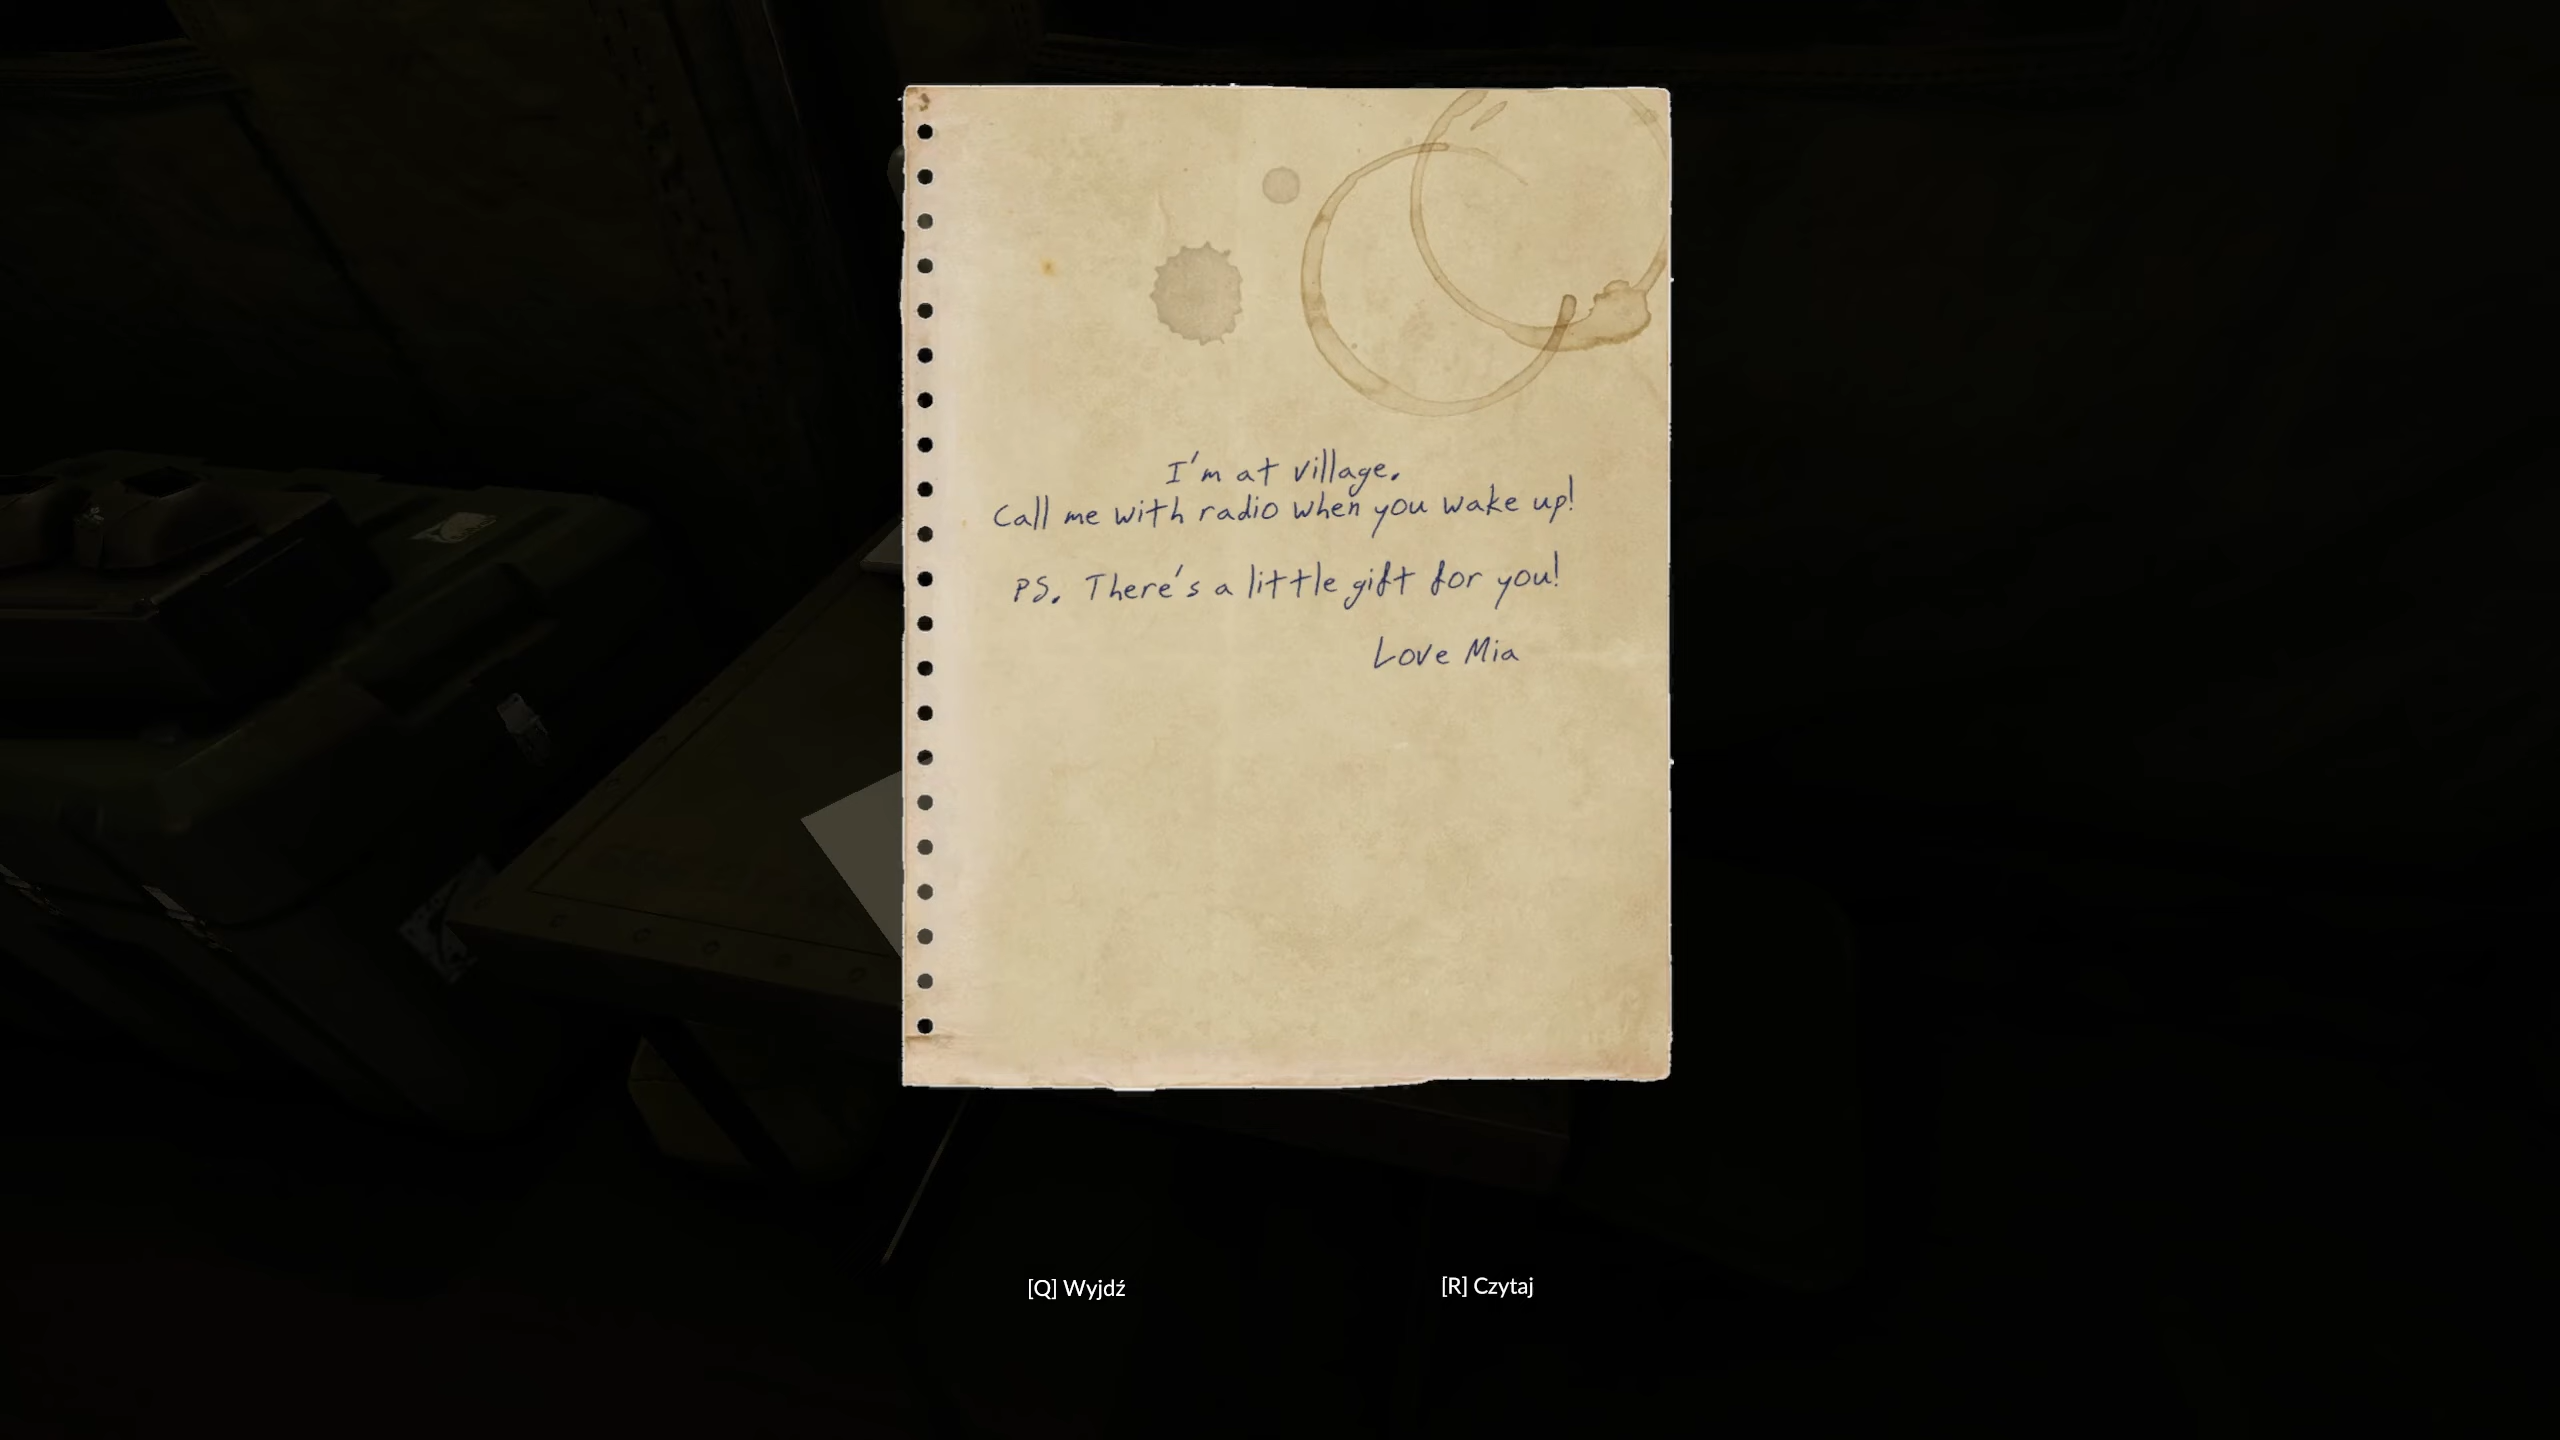 I'm at village.
Call me with radio when you wake up!
PS. There's a little gift for you!
Love Mia
[Q] Wyjdź
[R] Czytaj